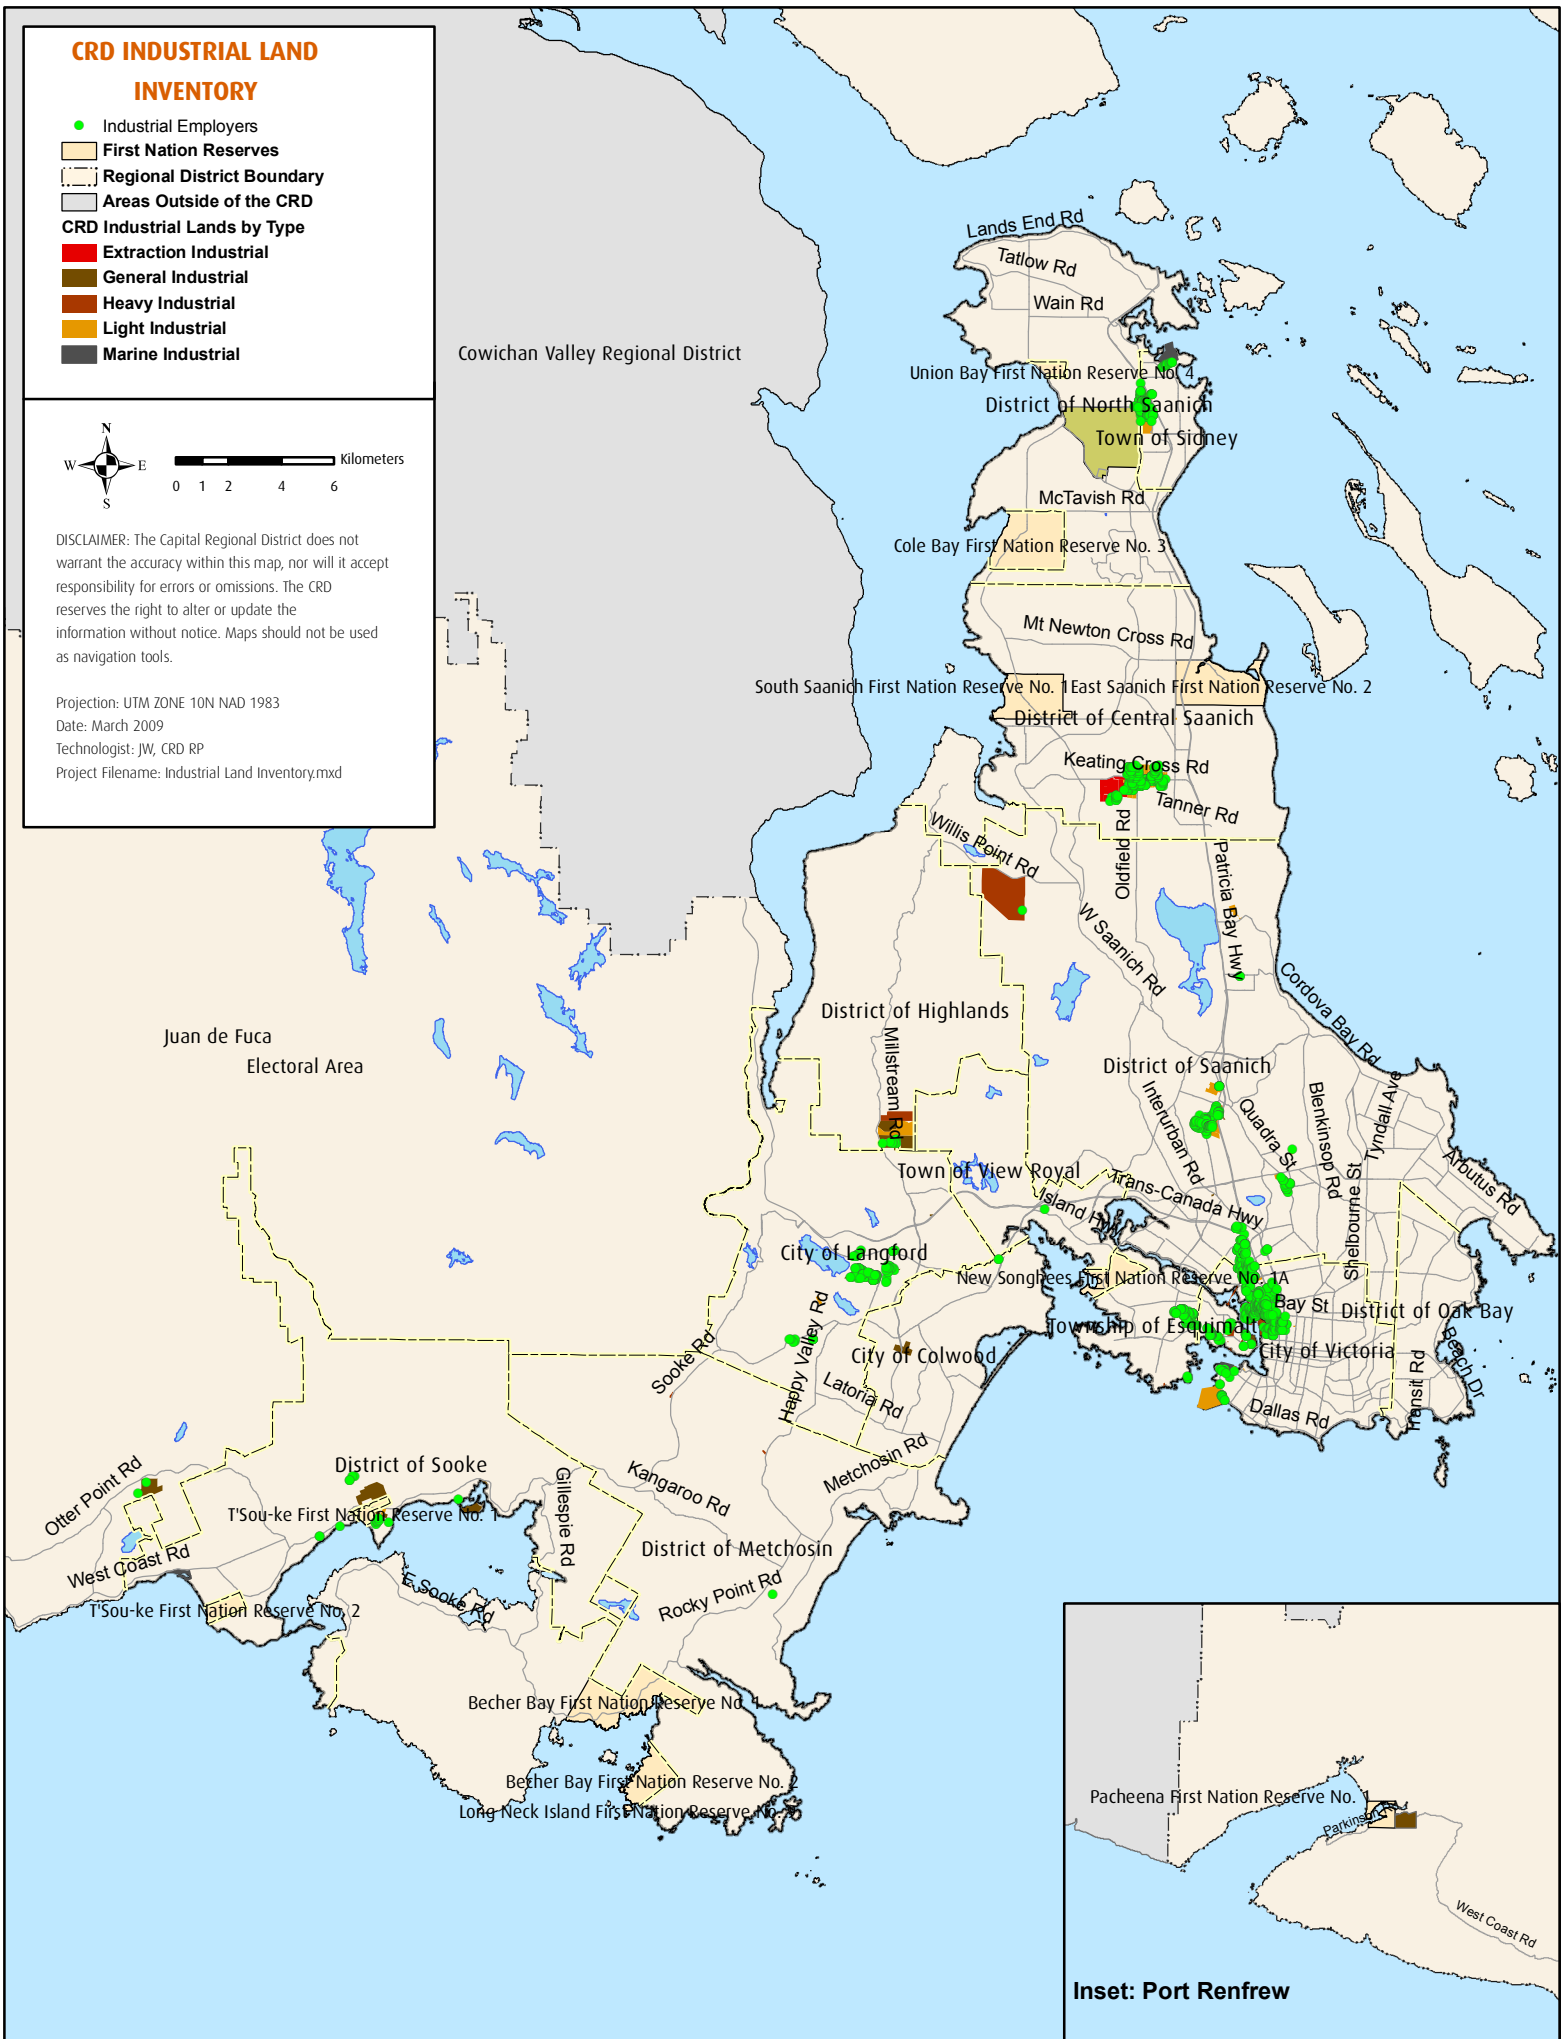 CRD INDUSTRIAL LAND
INVENTORY
Industrial Employers
First Nation Reserves
Regional District Boundary
Areas Outside of the CRD
CRD Industrial Lands by Type
Extraction Industrial
General Industrial
Heavy Industrial
Light Industrial
Marine Industrial
N
W E
S
Kilometers
0 1 2 4 6
DISCLAIMER: The Capital Regional District does not
warrant the accuracy within this map, nor will it accept
responsibility for errors or omissions. The CRD
reserves the right to alter or update the
information without notice. Maps should not be used
as navigation tools.
Projection: UTM ZONE 10N NAD 1983
Date: March 2009
Technologist: JW, CRD RP
Project Filename: Industrial Land Inventory.mxd
Lands End Rd
Tatlow Rd
Wain Rd
Cowichan Valley Regional District
Union Bay First Nation Reserve No. 4
District of North Saanich
Town of Sidney
McTavish Rd
Cole Bay First Nation Reserve No. 3
Mt Newton Cross Rd
South Saanich First Nation Reserve No. 1
East Saanich First Nation Reserve No. 2
District of Central Saanich
Keating Cross Rd
Tanner Rd
Willis Point Rd
Oldfield Rd
Patricia Bay Hwy
W Saanich Rd
Cordova Bay Rd
District of Highlands
Juan de Fuca
Electoral Area
Millstream Rd
District of Saanich
Interurban Rd
Quadra St
Blenkinsop Rd
Tyndall Ave
Shelbourne St
Arbutus Rd
Town of View Royal
Trans-Canada Hwy
Island Hwy
City of Langford
New Songhees First Nation Reserve No. 1A
Bay St
District of Oak Bay
Township of Esquimalt
City of Victoria
Beach Dr
Transit Rd
Dallas Rd
Happy Valley Rd
City of Colwood
Sooke Rd
Latoria Rd
Metchosin Rd
Otter Point Rd
District of Sooke
Gillespie Rd
Kangaroo Rd
T'Sou-ke First Nation Reserve No. 1
West Coast Rd
District of Metchosin
E Sooke Rd
Rocky Point Rd
T'Sou-ke First Nation Reserve No. 2
Becher Bay First Nation Reserve No. 1
Becher Bay First Nation Reserve No. 2
Long Neck Island First Nation Reserve No.
Pacheena First Nation Reserve No. 1
Parkinson Rd
West Coast Rd
Inset: Port Renfrew